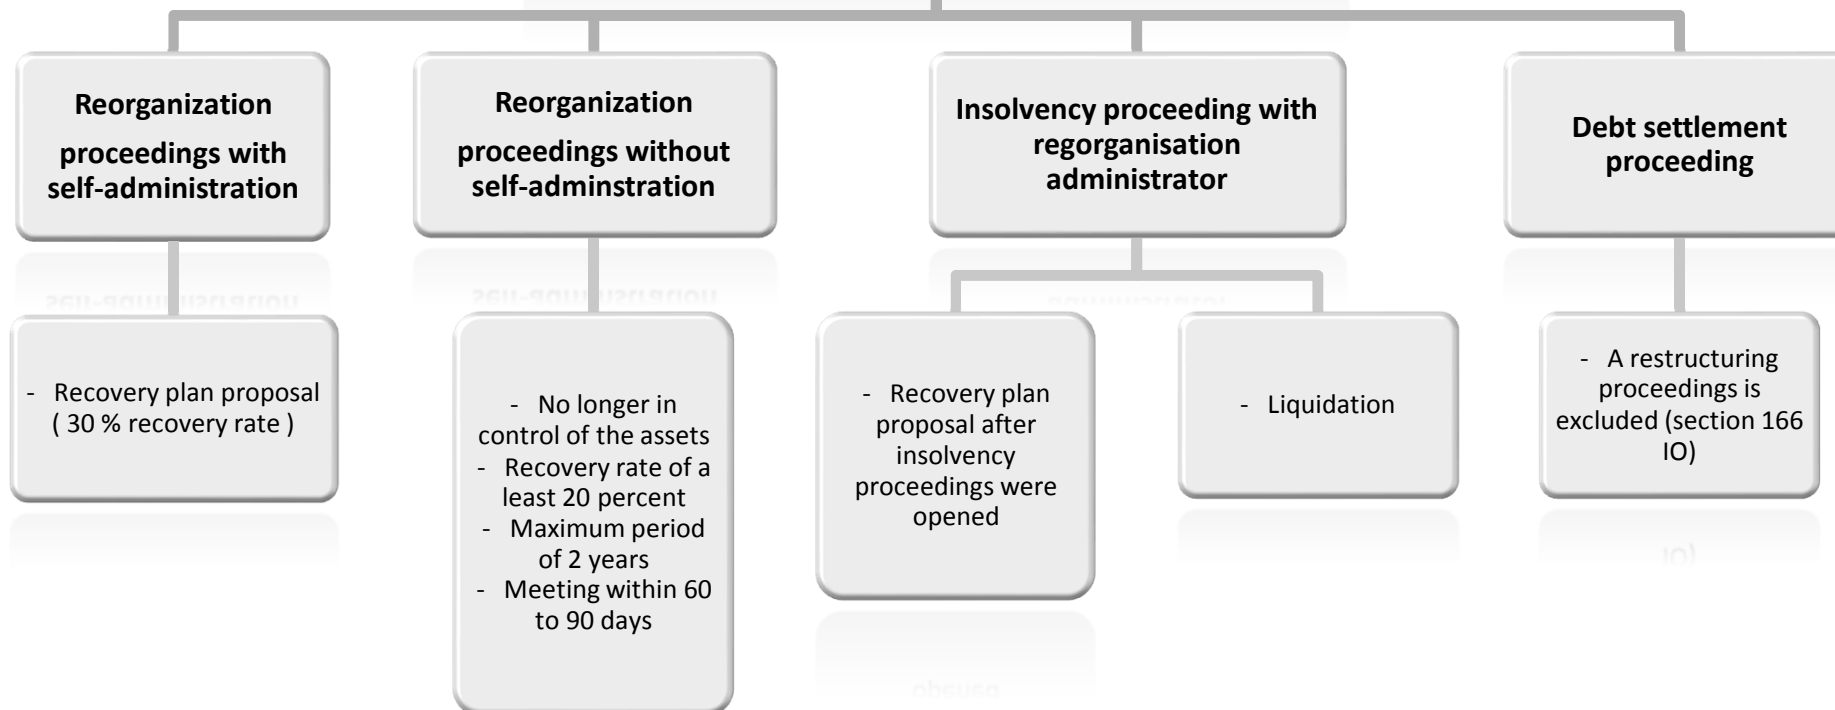 Reorganization
proceedings with
self-administration
Reorganization
proceedings without
self-adminstration
Insolvency proceeding with
regorganisation
administrator
Debt settlement
proceeding
- Recovery plan proposal
( 30 % recovery rate )
- No longer in
control of the assets
- Recovery rate of a
least 20 percent
- Maximum period
of 2 years
- Meeting within 60
to 90 days
- Recovery plan
proposal after
insolvency
proceedings were
opened
- Liquidation
- A restructuring
proceedings is
excluded (section 166
IO)